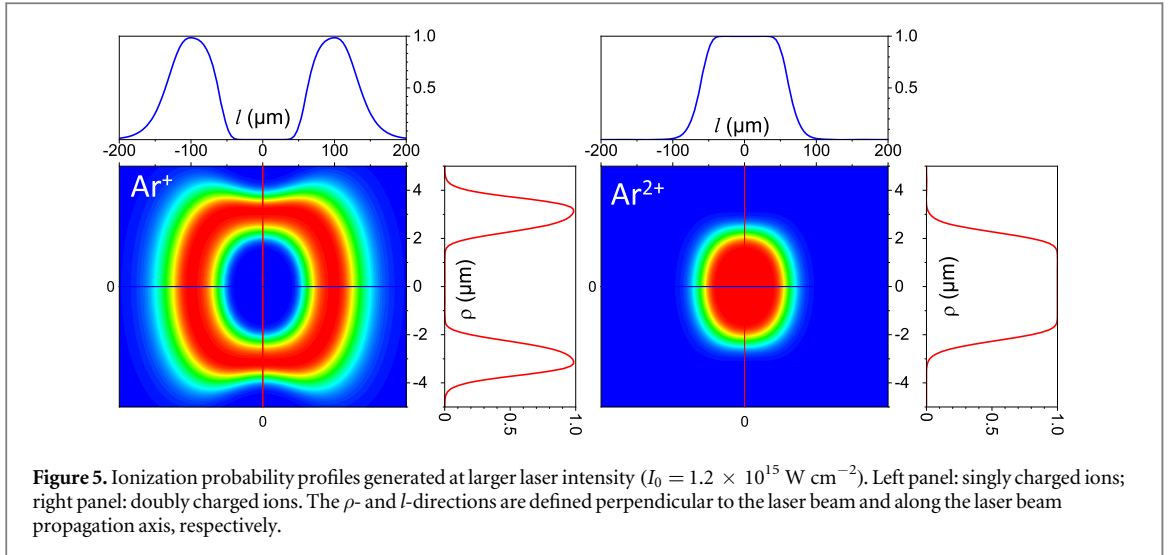 1.0
0.5
l (μm)
-200 -100 0 100 200
Ar+
0
0
4
2
0
-2
-4
ρ (μm)
0 0.5 1.0
1.0
0.5
l (μm)
-200 -100 0 100 200
Ar2+
0
0
4
2
0
-2
-4
ρ (μm)
0 0.5 1.0
Figure 5. Ionization probability profiles generated at larger laser intensity (I0 = 1.2 × 10^15 W cm−2). Left panel: singly charged ions;
right panel: doubly charged ions. The ρ- and l-directions are defined perpendicular to the laser beam and along the laser beam
propagation axis, respectively.